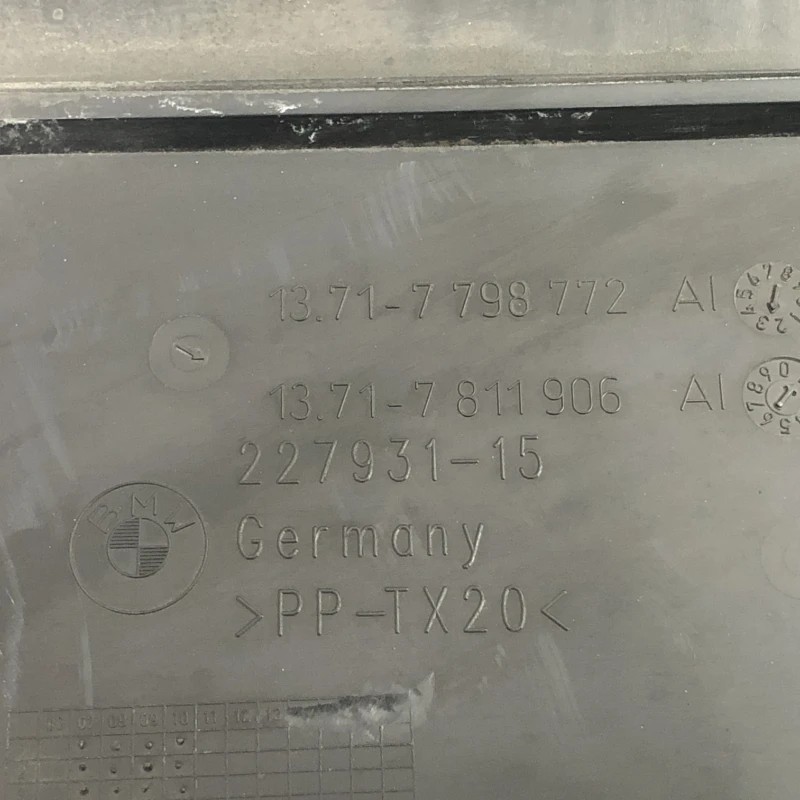 13.71-7 798 772 AI
13.71-7 811 906 AI
227931-15
BMW
Germany
>PP-TX20<